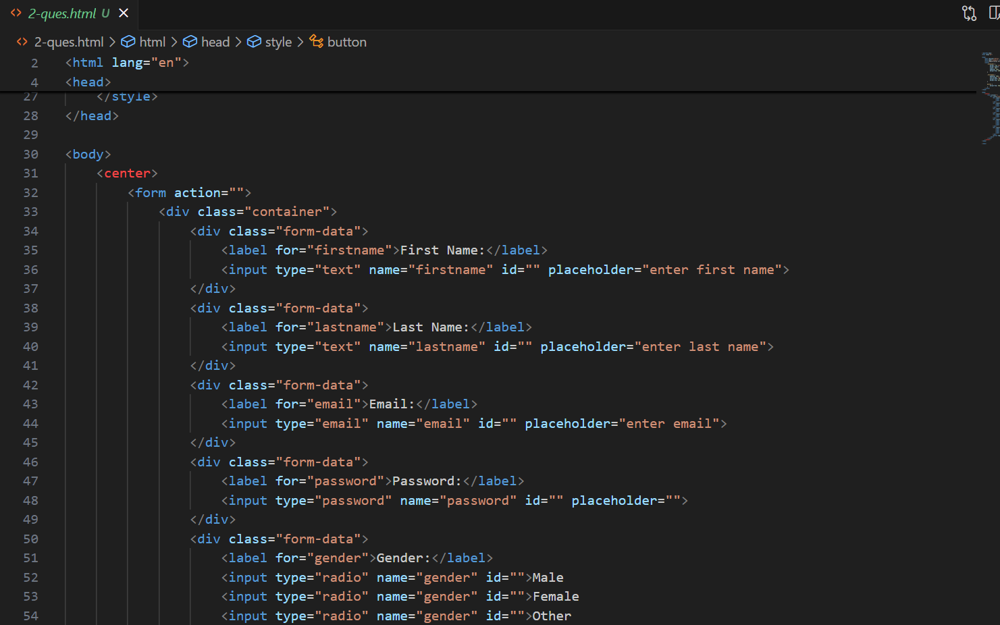 2-ques.html U
2-ques.html > html > head > style > button
2 <html lang="en">
4 <head>
27 </style>
28 </head>
29
30 <body>
31 <center>
32 <form action="">
33 <div class="container">
34 <div class="form-data">
35 <label for="firstname">First Name:</label>
36 <input type="text" name="firstname" id="" placeholder="enter first name">
37 </div>
38 <div class="form-data">
39 <label for="lastname">Last Name:</label>
40 <input type="text" name="lastname" id="" placeholder="enter last name">
41 </div>
42 <div class="form-data">
43 <label for="email">Email:</label>
44 <input type="email" name="email" id="" placeholder="enter email">
45 </div>
46 <div class="form-data">
47 <label for="password">Password:</label>
48 <input type="password" name="password" id="" placeholder="">
49 </div>
50 <div class="form-data">
51 <label for="gender">Gender:</label>
52 <input type="radio" name="gender" id="">Male
53 <input type="radio" name="gender" id="">Female
54 <input type="radio" name="gender" id="">Other